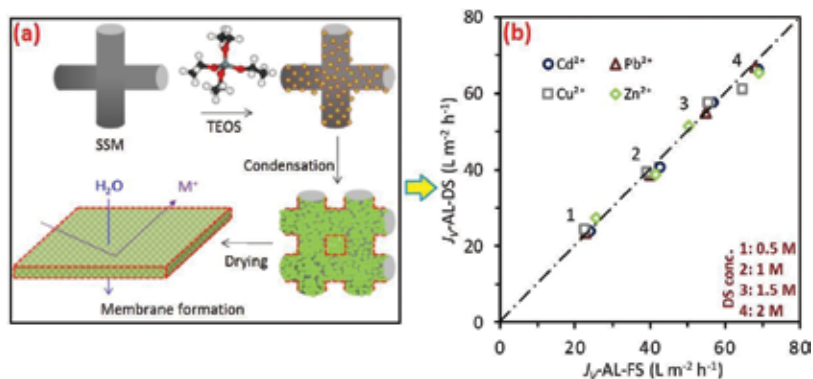 (a)
SSM
TEOS
Condensation
H₂O
M⁺
Drying
Membrane formation
(b)
Cd²⁺
Pb²⁺
Cu²⁺
Zn²⁺
1
2
3
4
DS conc.
1: 0.5 M
2: 1 M
3: 1.5 M
4: 2 M
80
60
40
20
0
0
20
40
60
80
Jᵥ-AL-DS (L m⁻² h⁻¹)
Jᵥ-AL-FS (L m⁻² h⁻¹)